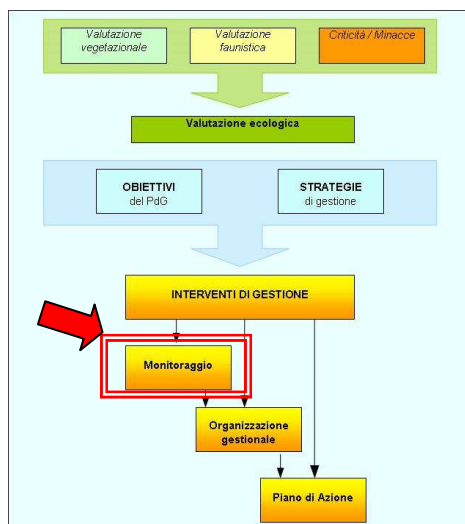 Valutazione
vegetazionale
Valutazione
faunistica
Criticità / Minacce
Valutazione ecologica
OBIETTIVI
del PdG
STRATEGIE
di gestione
INTERVENTI DI GESTIONE
Monitoraggio
Organizzazione
gestionale
Piano di Azione